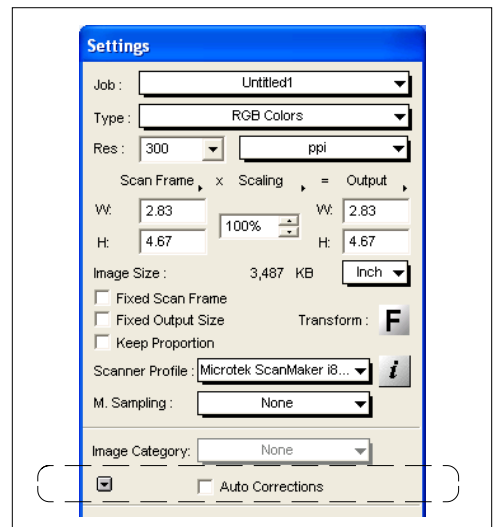 Settings
Job : Untitled1
Type : RGB Colors
Res : 300 ppi
Scan Frame x Scaling = Output
W: 2.83 100% W: 2.83
H: 4.67 H: 4.67
Image Size : 3,487 KB Inch
Fixed Scan Frame
Fixed Output Size Transform : F
Keep Proportion
Scanner Profile : Microtek ScanMaker i8... i
M. Sampling : None
Image Category: None
Auto Corrections